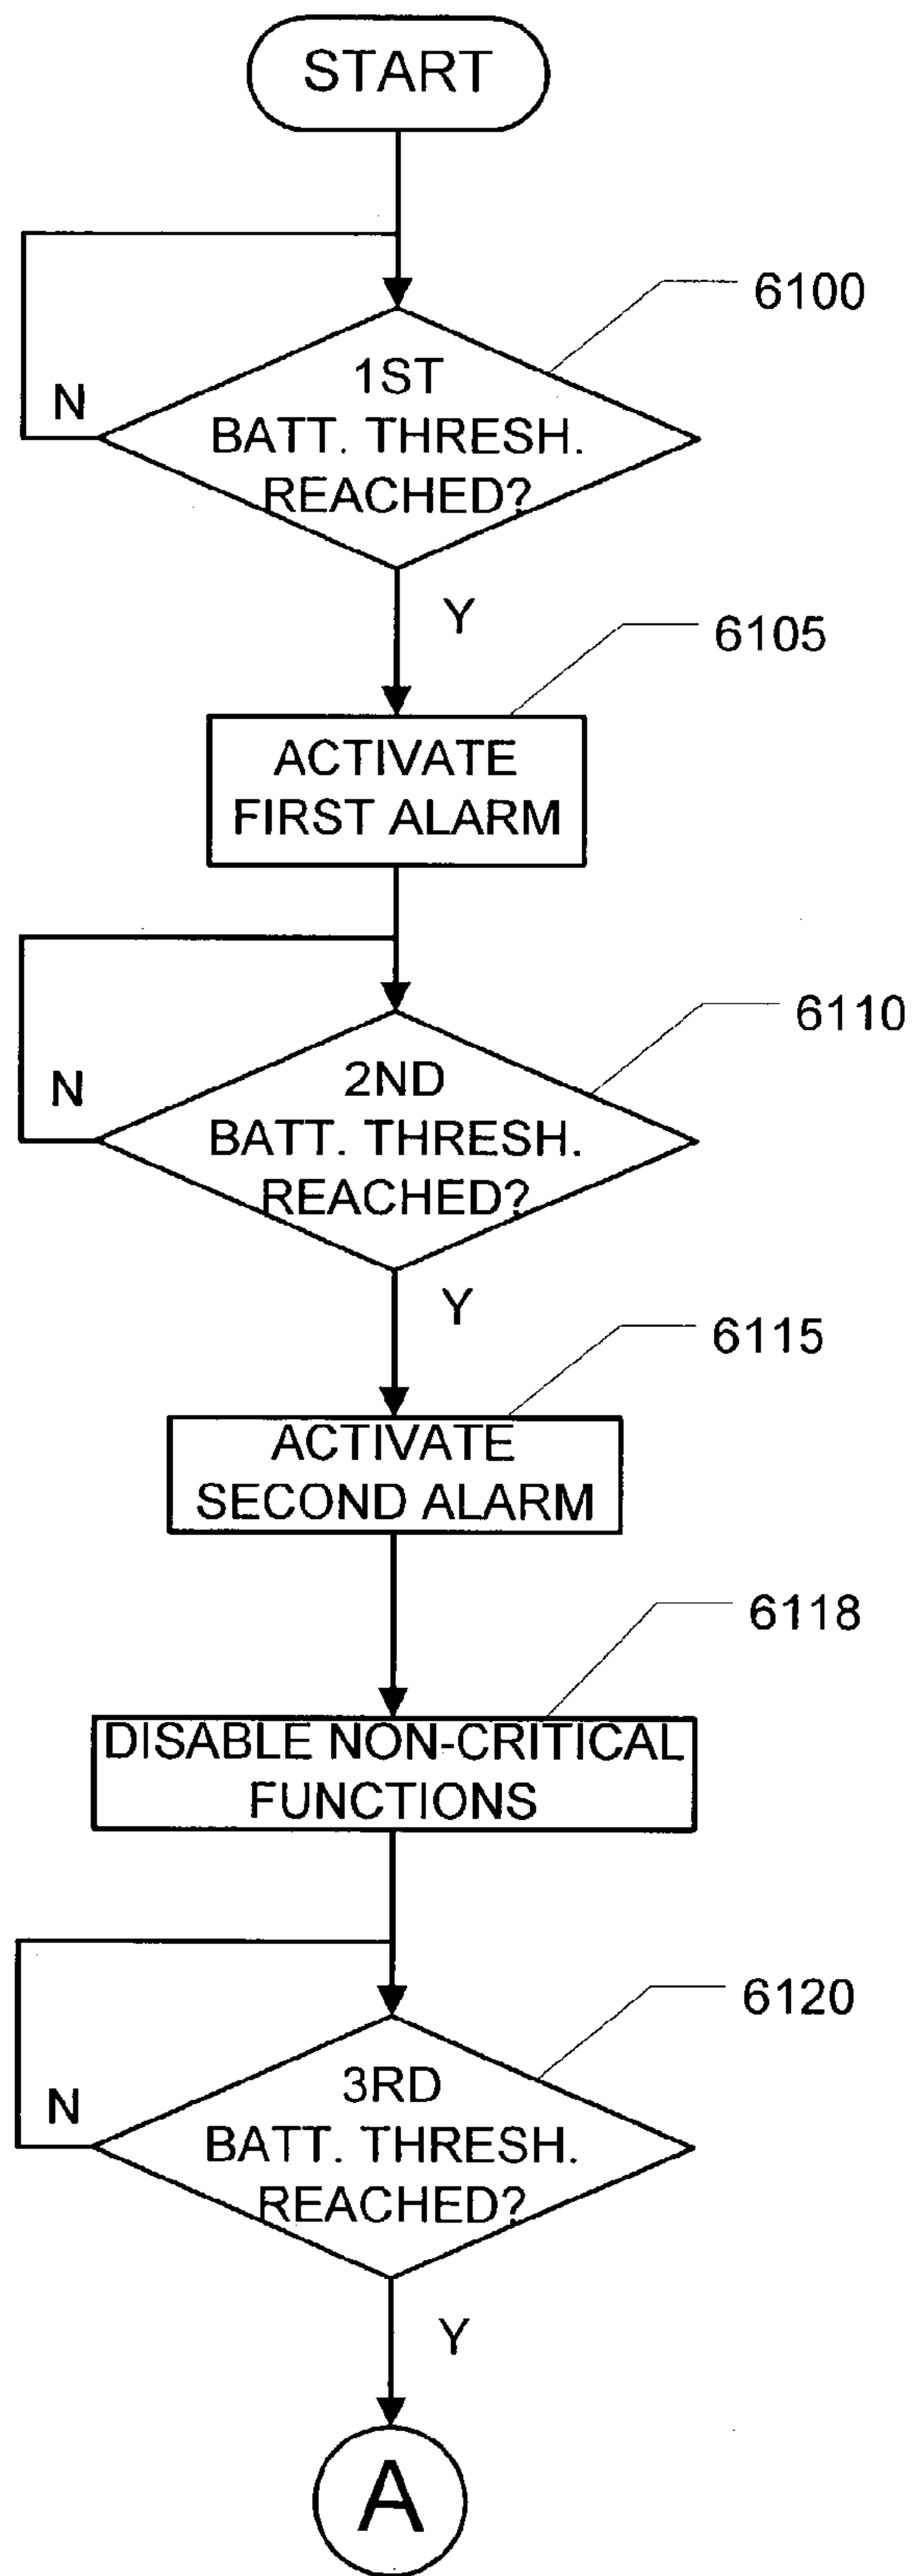 START
6100
1ST
BATT. THRESH.
REACHED?
N
Y
6105
ACTIVATE
FIRST ALARM
6110
2ND
BATT. THRESH.
REACHED?
N
Y
6115
ACTIVATE
SECOND ALARM
6118
DISABLE NON-CRITICAL
FUNCTIONS
6120
3RD
BATT. THRESH.
REACHED?
N
Y
A